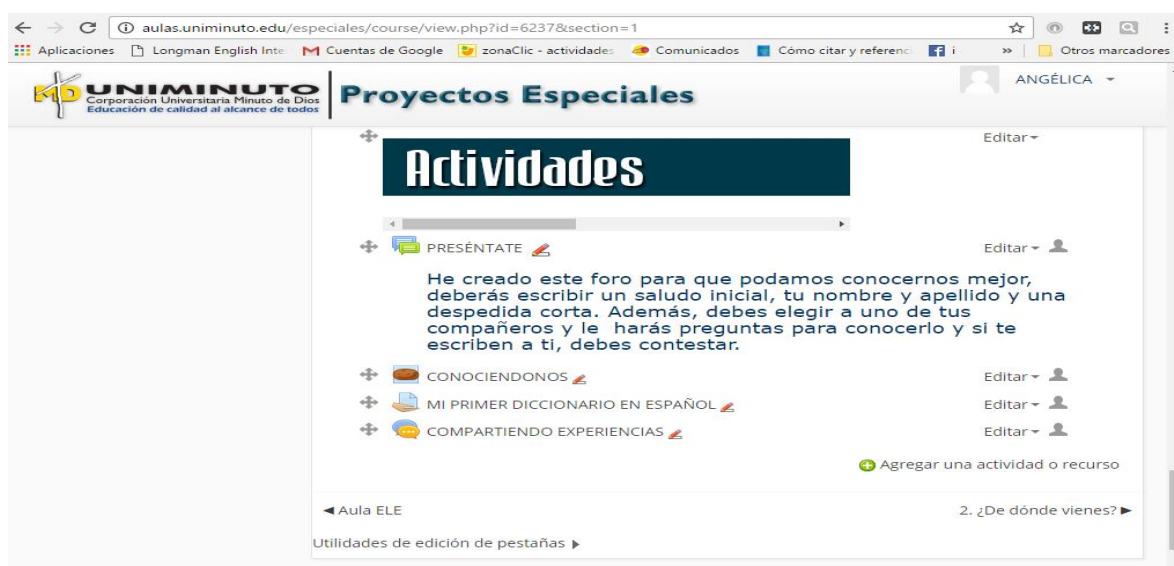 aulas.uniminuto.edu/especiales/course/view.php?id=6237&section=1
Aplicaciones Longman English Inte Cuentas de Google zonaClic - actividades Comunicados Cómo citar y referenc i » Otros marcadores
UNIMINUTO
Corporación Universitaria Minuto de Dios
Educación de calidad al alcance de todos
Proyectos Especiales
ANGÉLICA
Editar
Actividades
PRESÉNTATE Editar
He creado este foro para que podamos conocernos mejor,
deberás escribir un saludo inicial, tu nombre y apellido y una
despedida corta. Además, debes elegir a uno de tus
compañeros y le harás preguntas para conocerlo y si te
escriben a ti, debes contestar.
CONOCIENDONOS Editar
MI PRIMER DICCIONARIO EN ESPAÑOL Editar
COMPARTIENDO EXPERIENCIAS Editar
Agregar una actividad o recurso
◄ Aula ELE 2. ¿De dónde vienes? ►
Utilidades de edición de pestañas